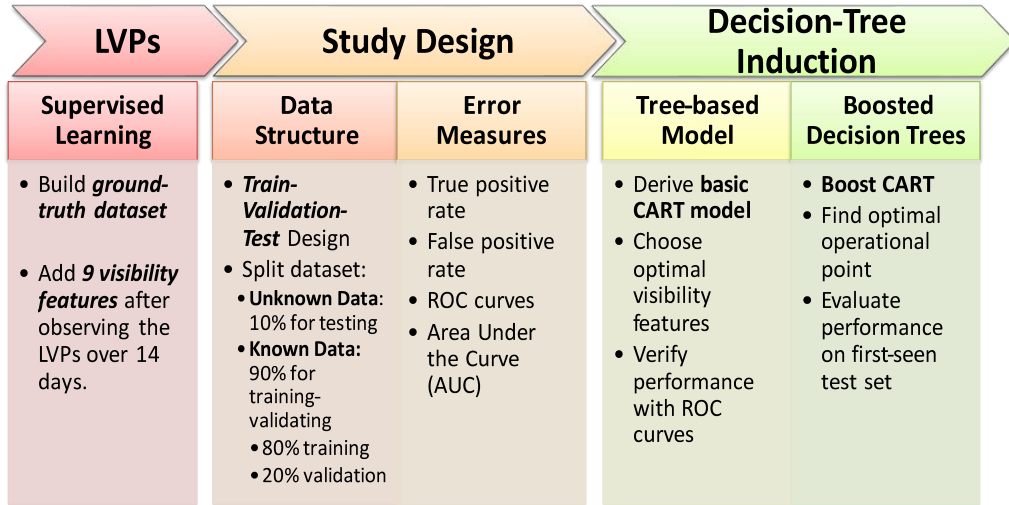 LVPs
Study Design
Decision-Tree
Induction
Supervised
Learning
Data
Structure
Error
Measures
Tree-based
Model
Boosted
Decision Trees
• Build ground-
truth dataset
• Add 9 visibility
features after
observing the
LVPs over 14
days.
• Train-
Validation-
Test Design
• Split dataset:
• Unknown Data:
10% for testing
• Known Data:
90% for
training-
validating
• 80% training
• 20% validation
• True positive
rate
• False positive
rate
• ROC curves
• Area Under
the Curve
(AUC)
• Derive basic
CART model
• Choose
optimal
visibility
features
• Verify
performance
with ROC
curves
• Boost CART
• Find optimal
operational
point
• Evaluate
performance
on first-seen
test set